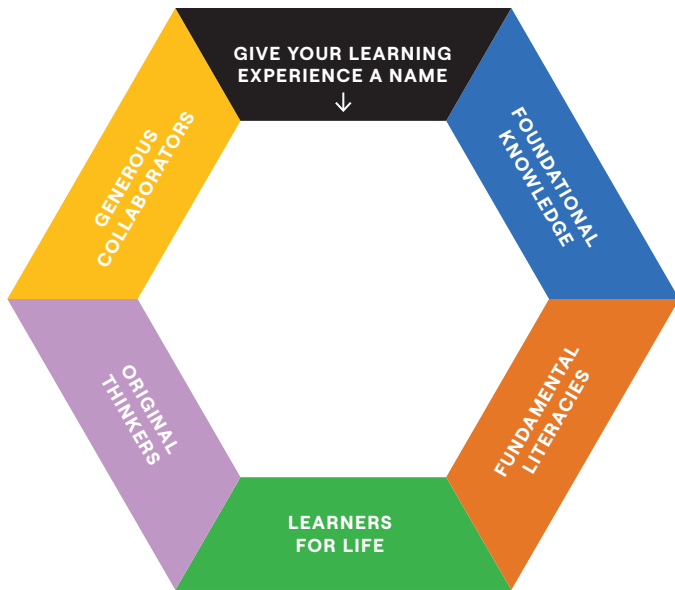 GIVE YOUR LEARNING
EXPERIENCE A NAME
↓
FOUNDATIONAL
KNOWLEDGE
FUNDAMENTAL
LITERACIES
LEARNERS
FOR LIFE
ORIGINAL
THINKERS
GENEROUS
COLLABORATORS